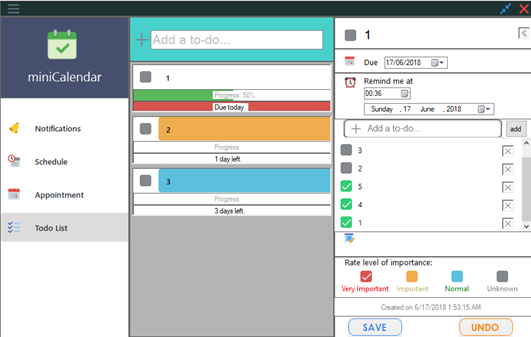 miniCalendar
Notifications
Schedule
Appointment
Todo List
Add a to-do...
1
Progress: 50%
Due today.
2
Progress
1 day left.
3
Progress
3 days left.
1
Due 17/06/2018
Remind me at
00:36
Sunday , 17 June , 2018
Add a to-do... add
3
2
5
4
1
Rate level of importance:
Very Important Important Normal Unknown
Created on 6/17/2018 1:53:15 AM
SAVE UNDO